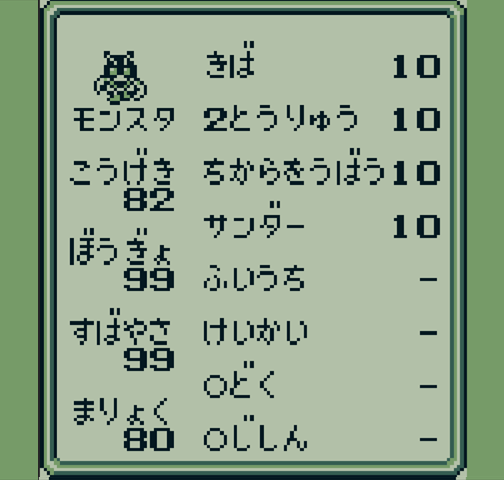 きば 10
モンスタ 2とうりゅう 10
こうげき 82 ちからをうばう 10
サンダー 10
ぼうぎょ 99 ふいうち -
すばやさ 99 けいかい -
○どく -
まりょく 80 ○じしん -